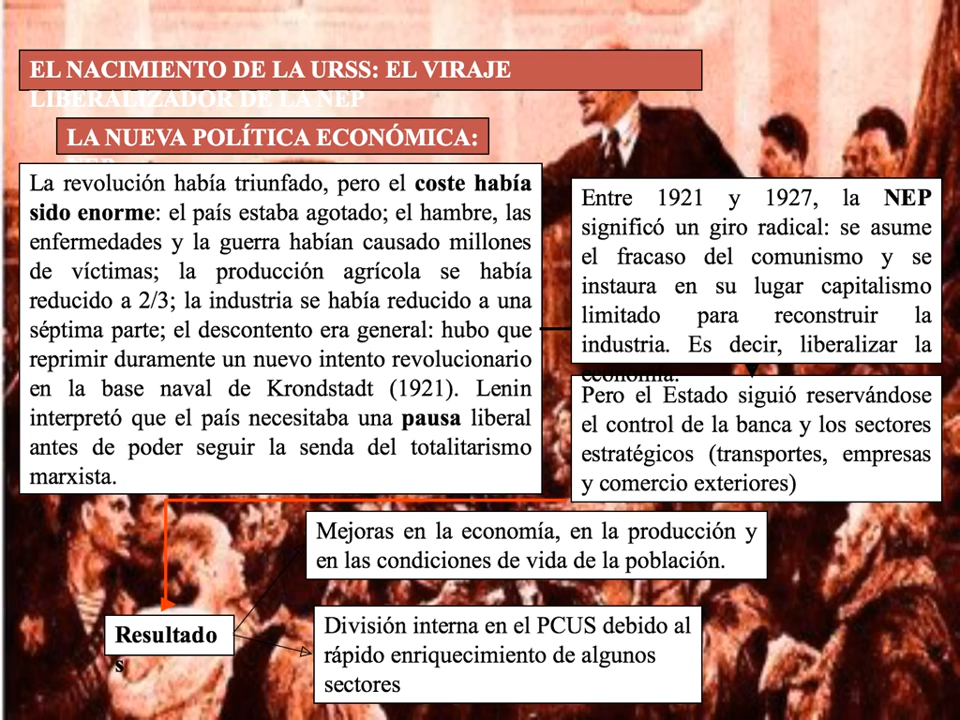 EL NACIMIENTO DE LA URSS: EL VIRAJE
LIBERALIZADOR DE LA NEP
LA NUEVA POLÍTICA ECONÓMICA:
NEP
La revolución había triunfado, pero el coste había
sido enorme: el país estaba agotado; el hambre, las
enfermedades y la guerra habían causado millones
de víctimas; la producción agrícola se había
reducido a 2/3; la industria se había reducido a una
séptima parte; el descontento era general: hubo que
reprimir duramente un nuevo intento revolucionario
en la base naval de Krondstadt (1921). Lenin
interpretó que el país necesitaba una pausa liberal
antes de poder seguir la senda del totalitarismo
marxista.
Entre 1921 y 1927, la NEP
significó un giro radical: se asume
el fracaso del comunismo y se
instaura en su lugar capitalismo
limitado para reconstruir la
industria. Es decir, liberalizar la
economía.
Pero el Estado siguió reservándose
el control de la banca y los sectores
estratégicos (transportes, empresas
y comercio exteriores)
Mejoras en la economía, en la producción y
en las condiciones de vida de la población.
Resultado
s
División interna en el PCUS debido al
rápido enriquecimiento de algunos
sectores